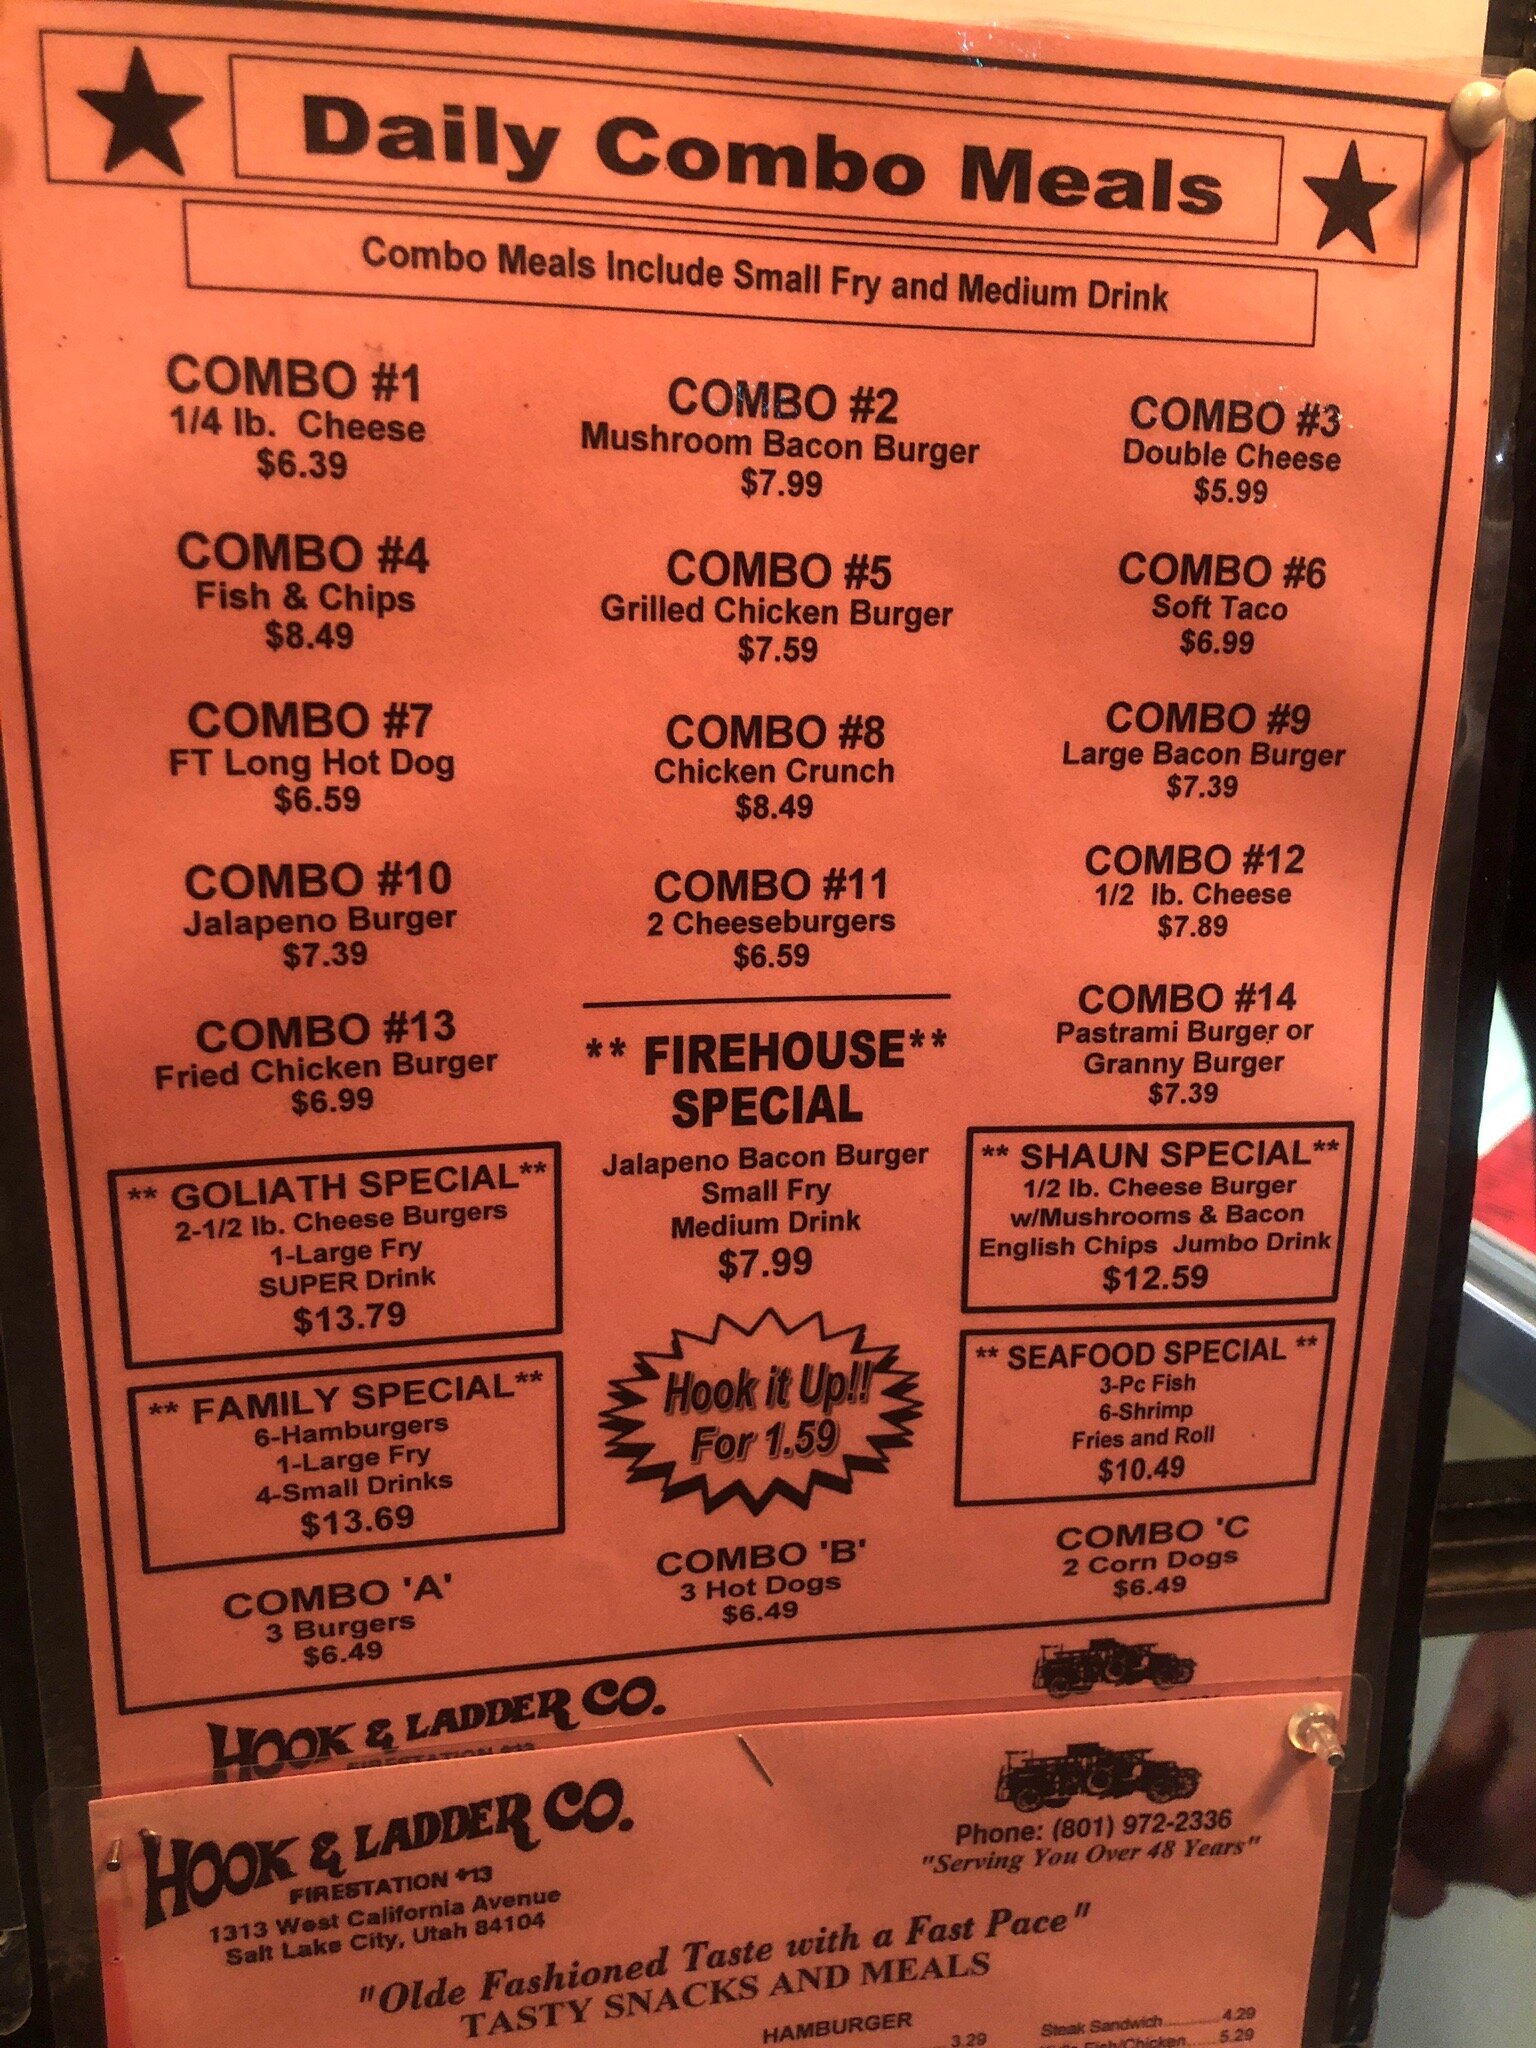 Daily Combo Meals
Combo Meals Include Small Fry and Medium Drink
COMBO #1
1/4 lb. Cheese
$6.39
COMBO #2
Mushroom Bacon Burger
$7.99
COMBO #3
Double Cheese
$5.99
COMBO #4
Fish & Chips
$8.49
COMBO #5
Grilled Chicken Burger
$7.59
COMBO #6
Soft Taco
$6.99
COMBO #7
FT Long Hot Dog
$6.59
COMBO #8
Chicken Crunch
$8.49
COMBO #9
Large Bacon Burger
$7.39
COMBO #10
Jalapeno Burger
$7.39
COMBO #11
2 Cheeseburgers
$6.59
COMBO #12
1/2 lb. Cheese
$7.89
COMBO #13
Fried Chicken Burger
$6.99
** FIREHOUSE**
SPECIAL
Jalapeno Bacon Burger
Small Fry
Medium Drink
$7.99
COMBO #14
Pastrami Burger or
Granny Burger
$7.39
** GOLIATH SPECIAL**
2-1/2 lb. Cheese Burgers
1-Large Fry
SUPER Drink
$13.79
** SHAUN SPECIAL**
1/2 lb. Cheese Burger
w/Mushrooms & Bacon
English Chips Jumbo Drink
$12.59
** FAMILY SPECIAL**
6-Hamburgers
1-Large Fry
4-Small Drinks
$13.69
Hook it Up!!
For 1.59
** SEAFOOD SPECIAL **
3-Pc Fish
6-Shrimp
Fries and Roll
$10.49
COMBO 'A'
3 Burgers
$6.49
COMBO 'B'
3 Hot Dogs
$6.49
COMBO 'C
2 Corn Dogs
$6.49
HOOK & LADDER CO.
FIRESTATION #13
HOOK & LADDER CO.
FIRESTATION #13
1313 West California Avenue
Salt Lake City, Utah 84104
Phone: (801) 972-2336
"Serving You Over 48 Years"
"Olde Fashioned Taste with a Fast Pace"
TASTY SNACKS AND MEALS
HAMBURGER
3.29
Steak Sandwich..........4.29
Fish/Chicken......5.29